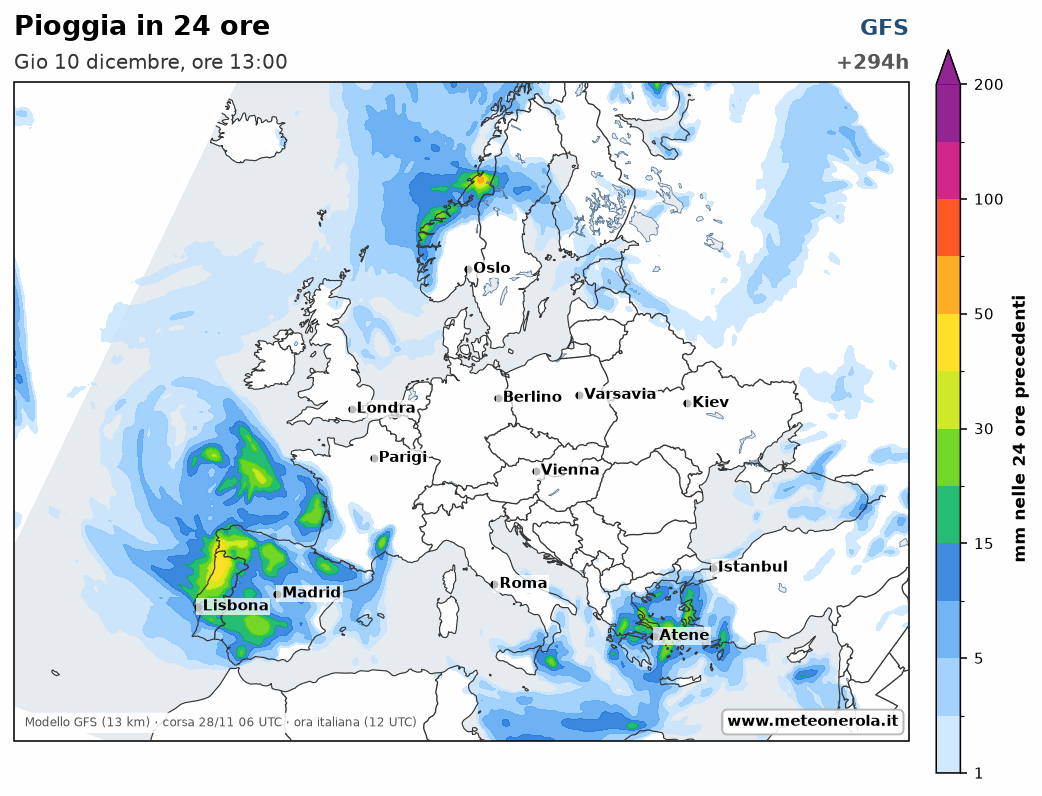 Pioggia in 24 ore
GFS
Gio 10 dicembre, ore 13:00
+294h
200
100
50
30
15
5
1
mm nelle 24 ore precedenti
Oslo
Berlino
Varsavia
Kiev
Londra
Parigi
Vienna
Istanbul
Roma
Madrid
Lisbona
Atene
Modello GFS (13 km) · corsa 28/11 06 UTC · ora italiana (12 UTC)
www.meteonerola.it